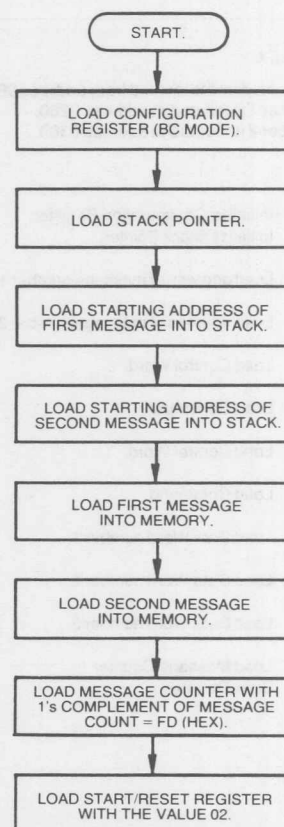 START.
LOAD CONFIGURATION
REGISTER (BC MODE).
LOAD STACK POINTER.
LOAD STARTING ADDRESS OF
FIRST MESSAGE INTO STACK.
LOAD STARTING ADDRESS OF
SECOND MESSAGE INTO STACK.
LOAD FIRST MESSAGE
INTO MEMORY.
LOAD SECOND MESSAGE
INTO MEMORY.
LOAD MESSAGE COUNTER WITH
1's COMPLEMENT OF MESSAGE
COUNT = FD (HEX).
LOAD START/RESET REGISTER
WITH THE VALUE 02.